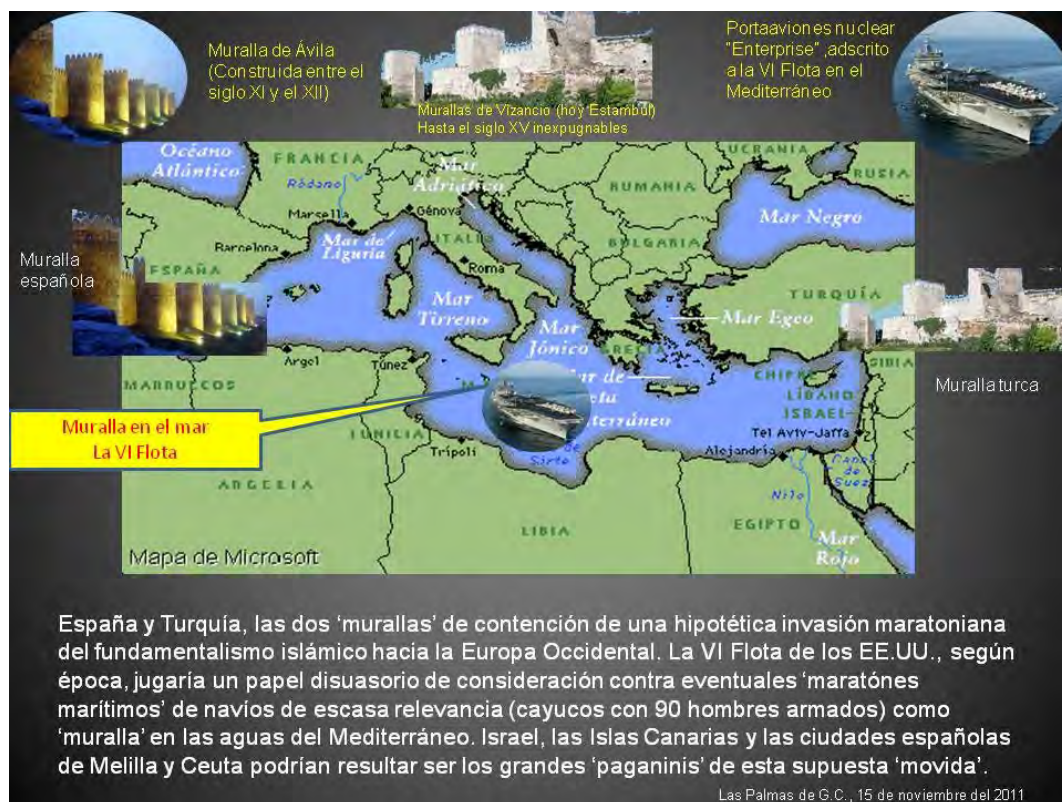 Muralla de Ávila
(Construida entre el
siglo XI y el XII)
Murallas de Vizancio (hoy Estambul)
Hasta el siglo XV inexpugnables
Portaaviones nuclear
"Enterprise" ,adscrito
a la VI Flota en el
Mediterráneo
Océano
Atlántico
FRANCIA
Ródano
Marsella
Génova
Mar
Adriático
RUMANIA
UCRANIA
RUSIA
Mar Negro
Mar de
Liguria
ITALI
BULGARIA
Barcelona
ESPAÑA
Roma
Muralla
española
Mar
Tirreno
TURQUÍA
Mar Egeo
Mar
Jónico
GRECIA
Argel
Túnez
MARRUECOS
CHIPRE
SIRIA
LÍBANO
ISRAEL
Muralla turca
Muralla en el mar
La VI Flota
ar de
eta
terráneo
TUNICIA
Trípoli
de
Sirte
Tel Aviv-Jaffa
Alejandría
Canal
de
Suez
Nilo
ARGELIA
LIBIA
EGIPTO
Mar
Rojo
Mapa de Microsoft
España y Turquía, las dos ‘murallas’ de contención de una hipotética invasión maratoniana
del fundamentalismo islámico hacia la Europa Occidental. La VI Flota de los EE.UU., según
época, jugaría un papel disuasorio de consideración contra eventuales ‘maratónes
marítimos’ de navíos de escasa relevancia (cayucos con 90 hombres armados) como
‘muralla’ en las aguas del Mediterráneo. Israel, las Islas Canarias y las ciudades españolas
de Melilla y Ceuta podrían resultar ser los grandes ‘paganinis’ de esta supuesta ‘movida’.
Las Palmas de G.C., 15 de noviembre del 2011